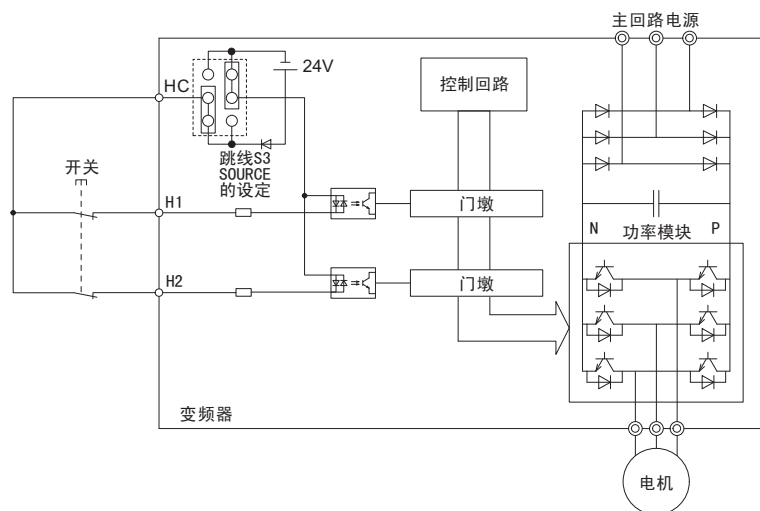 主回路电源
24V
HC
控制回路
跳线S3
SOURCE
的设定
开关
H1
门墩
N
功率模块
P
H2
门墩
变频器
电机